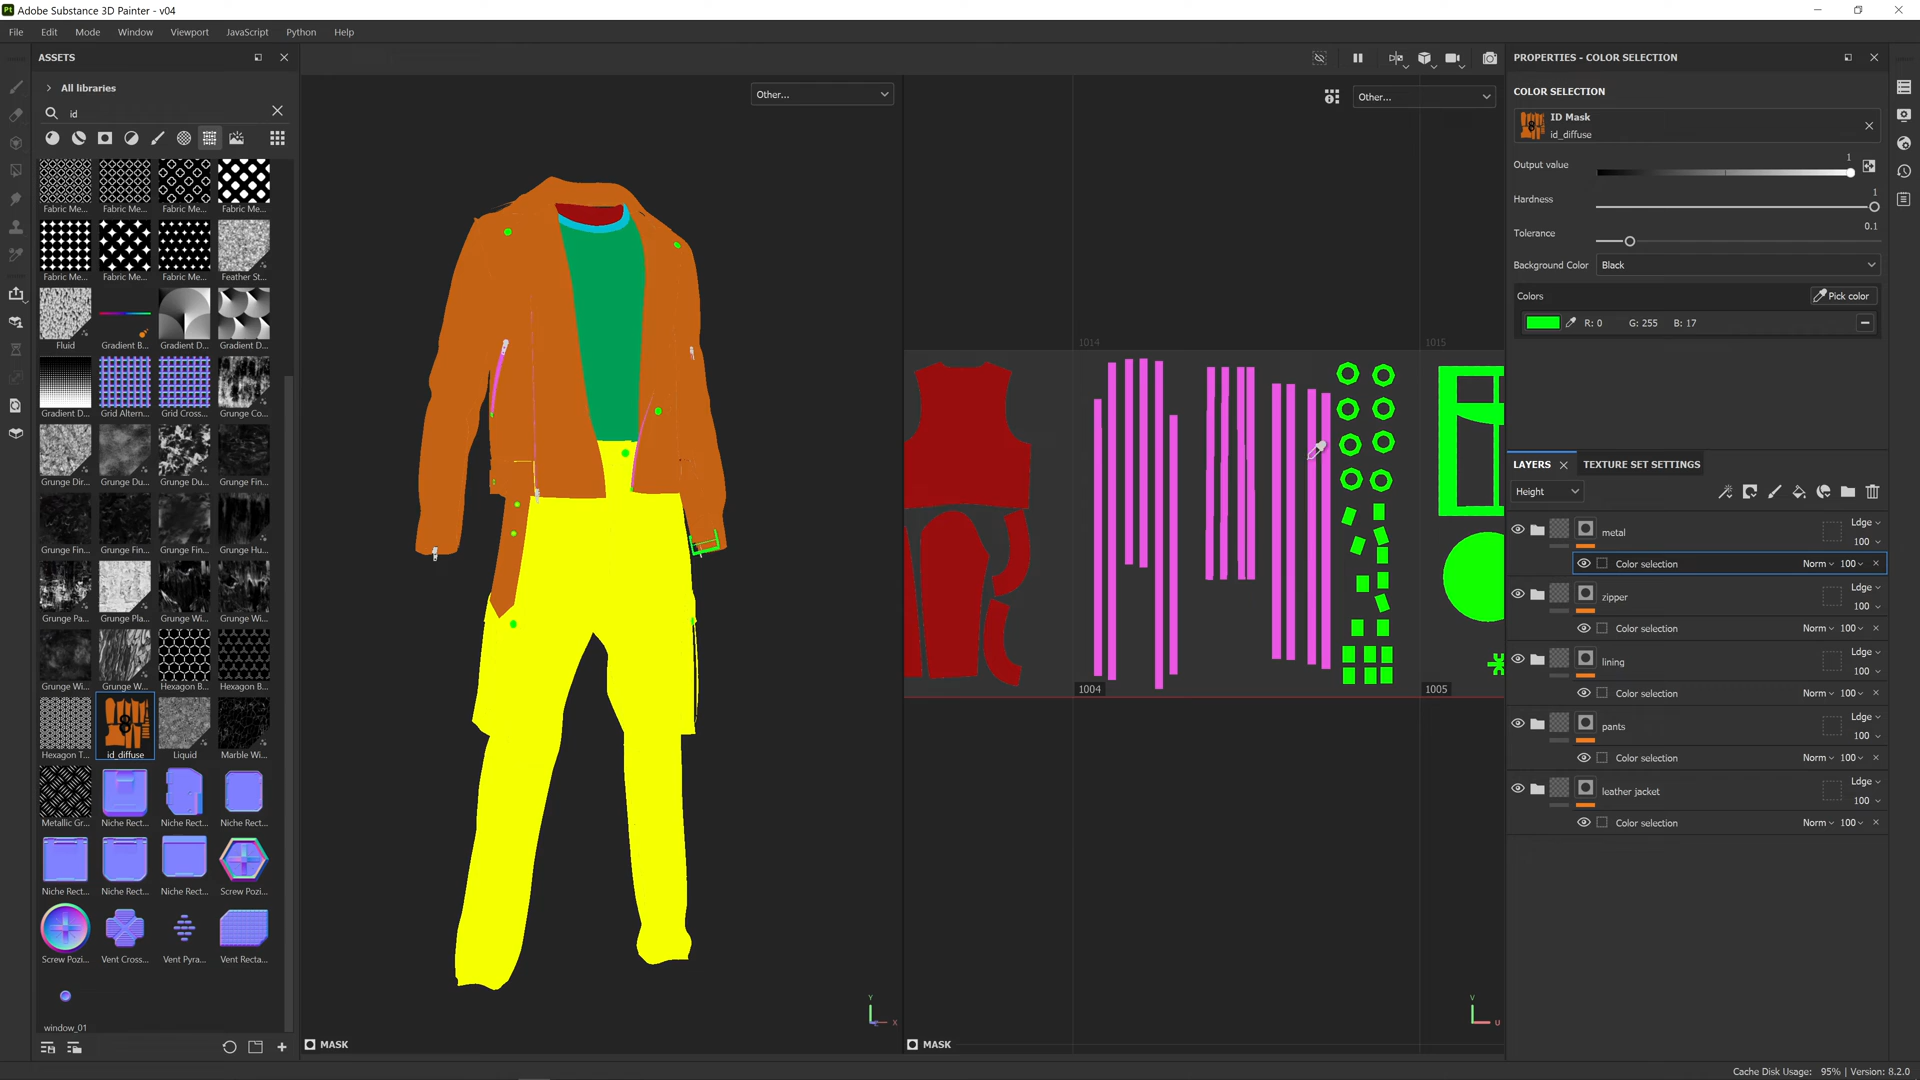 Pt Adobe Substance 3D Painter - v04
File Edit Mode Window Viewport JavaScript Python Help
ASSETS
All libraries
id
Fabric Me... Fabric Me... Fabric Me... Fabric Me...
Fabric Me... Fabric Me... Fabric Me... Feather St...
Fluid Gradient B... Gradient D... Gradient D...
Gradient D... Grid Altern... Grid Cross... Grunge Co...
Grunge Dir... Grunge Du... Grunge Du... Grunge Fin...
Grunge Fin... Grunge Fin... Grunge Fin... Grunge Hu...
Grunge Pa... Grunge Pla... Grunge Wi... Grunge Wi...
Grunge Wi... Grunge W... Hexagon B... Hexagon B...
Hexagon T... id_diffuse Liquid Marble Wi...
Metallic Gr... Niche Rect... Niche Rect... Niche Rect...
Niche Rect... Niche Rect... Niche Rect... Screw Pozi...
Screw Pozi... Vent Cross... Vent Pyra... Vent Recta...
window_01
Other...
Y
X
MASK
Other...
1014
1015
1004
1005
V
U
MASK
PROPERTIES - COLOR SELECTION
COLOR SELECTION
ID Mask
id_diffuse
Output value 1
Hardness 1
Tolerance 0.1
Background Color Black
Colors Pick color
R: 0 G: 255 B: 17
LAYERS TEXTURE SET SETTINGS
Height
metal Ldge
100
Color selection Norm 100
zipper Ldge
100
Color selection Norm 100
lining Ldge
100
Color selection Norm 100
pants Ldge
100
Color selection Norm 100
leather jacket Ldge
100
Color selection Norm 100
Cache Disk Usage: 95% | Version: 8.2.0